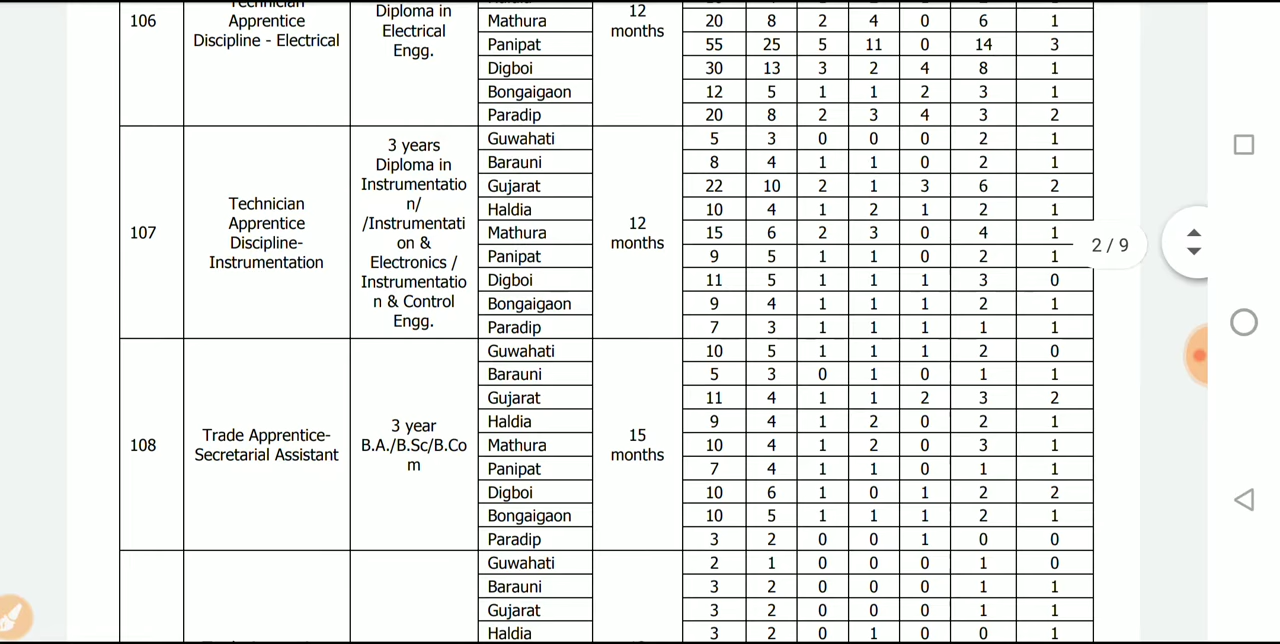 Technician
Apprentice
Discipline - Electrical
106
Diploma in
Electrical
Engg.
12
months
Mathura 20 8 2 4 0 6 1
Panipat 55 25 5 11 0 14 3
Digboi 30 13 3 2 4 8 1
Bongaigaon 12 5 1 1 2 3 1
Paradip 20 8 2 3 4 3 2
107
Technician
Apprentice
Discipline-
Instrumentation
3 years
Diploma in
Instrumentatio
n/
/Instrumentati
on &
Electronics /
Instrumentatio
n & Control
Engg.
12
months
Guwahati 5 3 0 0 0 2 1
Barauni 8 4 1 1 0 2 1
Gujarat 22 10 2 1 3 6 2
Haldia 10 4 1 2 1 2 1
Mathura 15 6 2 3 0 4 1
Panipat 9 5 1 1 0 2 1
Digboi 11 5 1 1 1 3 0
Bongaigaon 9 4 1 1 1 2 1
Paradip 7 3 1 1 1 1 1
2 / 9
108
Trade Apprentice-
Secretarial Assistant
3 year
B.A./B.Sc/B.Co
m
15
months
Guwahati 10 5 1 1 1 2 0
Barauni 5 3 0 1 0 1 1
Gujarat 11 4 1 1 2 3 2
Haldia 9 4 1 2 0 2 1
Mathura 10 4 1 2 0 3 1
Panipat 7 4 1 1 0 1 1
Digboi 10 6 1 0 1 2 2
Bongaigaon 10 5 1 1 1 2 1
Paradip 3 2 0 0 1 0 0
Guwahati 2 1 0 0 0 1 0
Barauni 3 2 0 0 0 1 1
Gujarat 3 2 0 0 0 1 1
Haldia 3 2 0 1 0 0 1